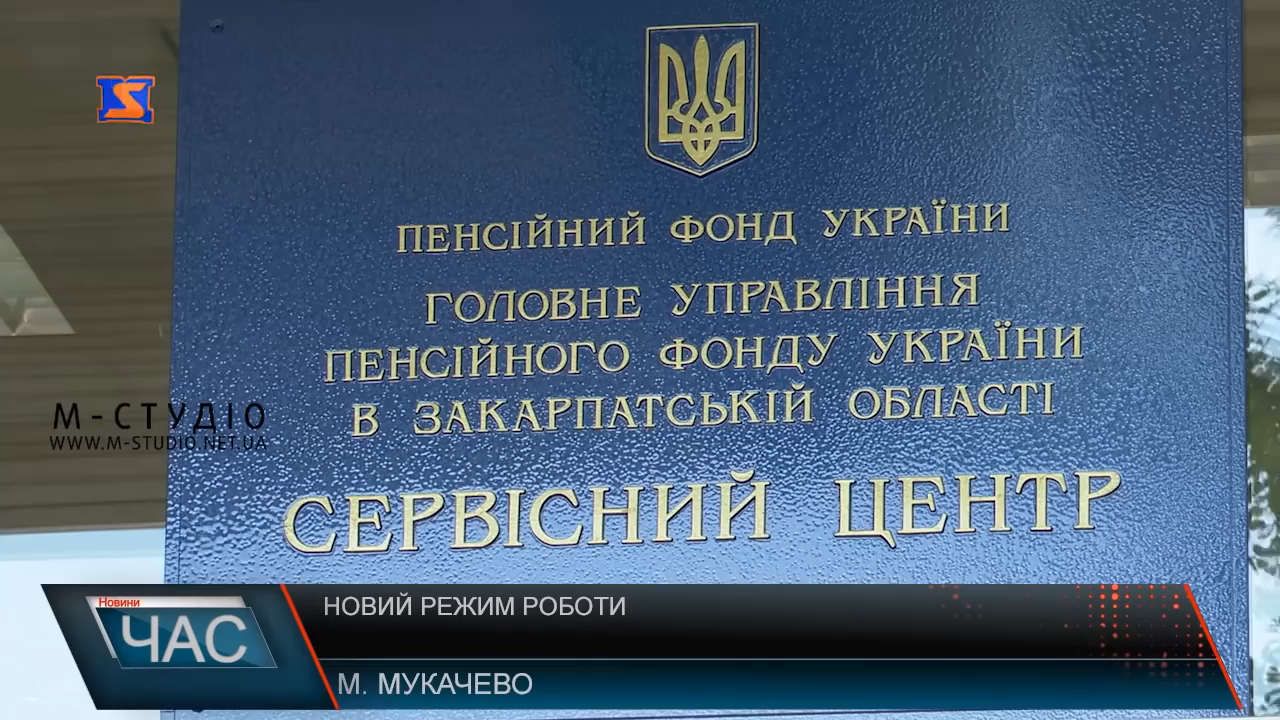 ПЕНСІЙНИЙ ФОНД УКРАЇНИ
ГОЛОВНЕ УПРАВЛІННЯ
ПЕНСІЙНОГО ФОНДУ УКРАЇНИ
В ЗАКАРПАТСЬКІЙ ОБЛАСТІ
СЕРВІСНИЙ ЦЕНТР
М-СТУДІО
WWW.M-STUDIO.NET.UA
Новини
ЧАС
НОВИЙ РЕЖИМ РОБОТИ
М. МУКАЧЕВО